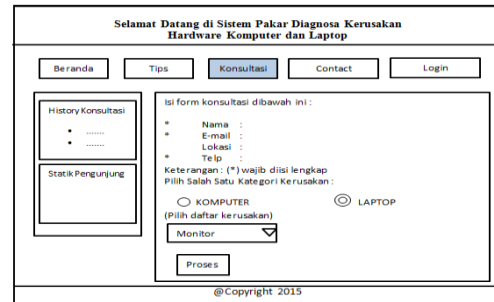 Selamat Datang di Sistem Pakar Diagnosa Kerusakan
Hardware Komputer dan Laptop
Beranda
Tips
Konsultasi
Contact
Login
History Konsultasi
• .......
• .......
Statik Pengunjung
Isi form konsultasi dibawah ini :
* Nama :
* E-mail :
Lokasi :
* Telp :
Keterangan : (*) wajib diisi lengkap
Pilih Salah Satu Kategori Kerusakan :
KOMPUTER
LAPTOP
(Pilih daftar kerusakan)
Monitor
Proses
@Copyright 2015